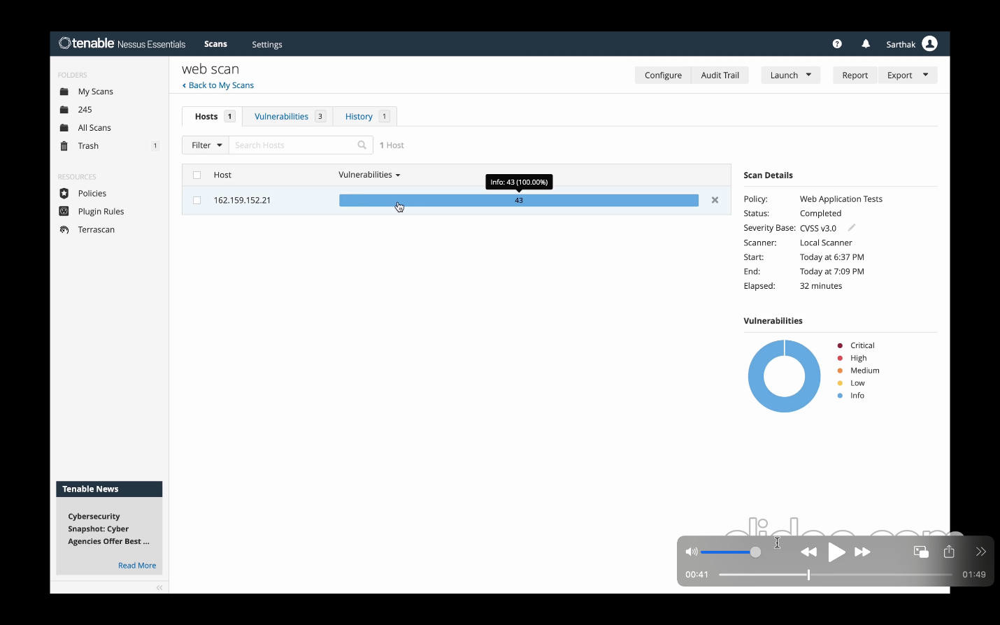 tenable Nessus Essentials
Scans
Settings
Sarthak
FOLDERS
My Scans
245
All Scans
Trash 1
RESOURCES
Policies
Plugin Rules
Terrascan
Tenable News
Cybersecurity
Snapshot: Cyber
Agencies Offer Best ...
Read More
web scan
Back to My Scans
Configure
Audit Trail
Launch
Report
Export
Hosts 1
Vulnerabilities 3
History 1
Filter
Search Hosts
1 Host
Host
Vulnerabilities
Info: 43 (100.00%)
162.159.152.21
43
Scan Details
Policy: Web Application Tests
Status: Completed
Severity Base: CVSS v3.0
Scanner: Local Scanner
Start: Today at 6:37 PM
End: Today at 7:09 PM
Elapsed: 32 minutes
Vulnerabilities
Critical
High
Medium
Low
Info
00:41
01:49